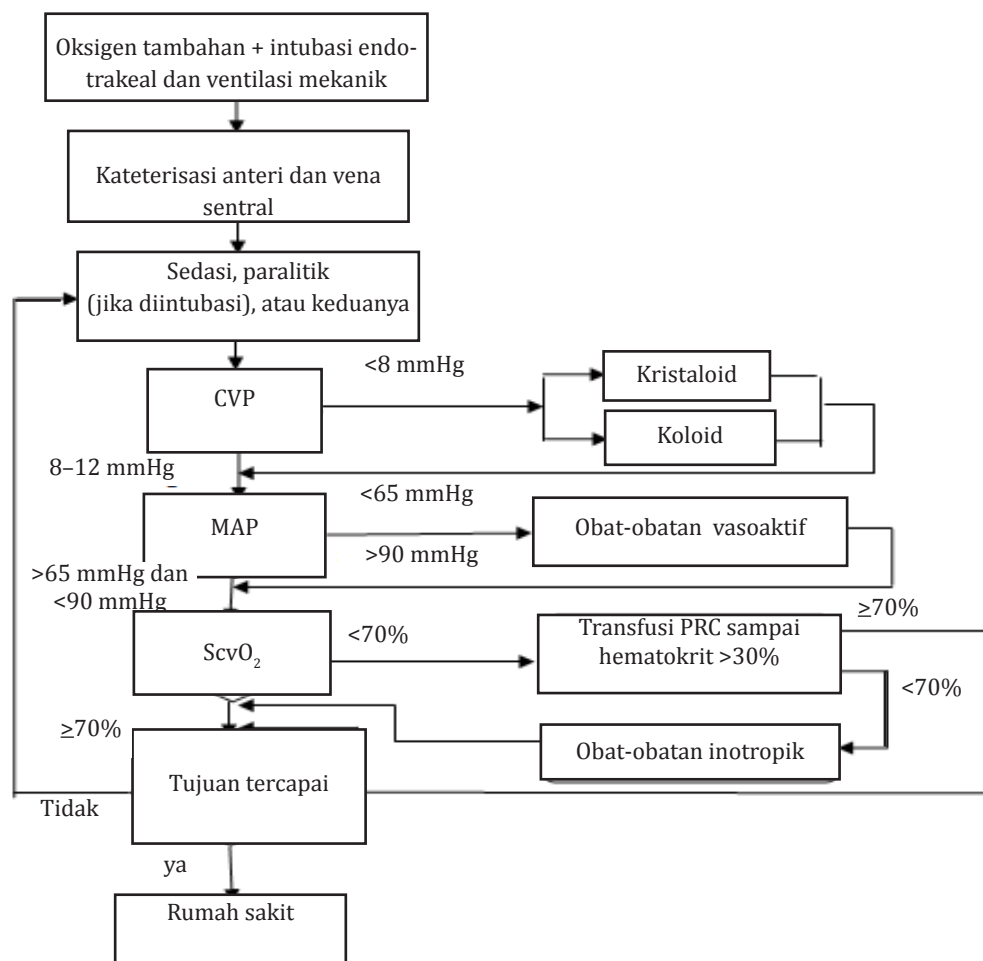 Oksigen tambahan + intubasi endo-
trakeal dan ventilasi mekanik
Kateterisasi anteri dan vena
sentral
Sedasi, paralitik
(jika diintubasi), atau keduanya
<8 mmHg
CVP
Kristaloid
Koloid
8–12 mmHg
<65 mmHg
MAP
Obat-obatan vasoaktif
>90 mmHg
>65 mmHg dan
<90 mmHg
ScvO₂
<70%
Transfusi PRC sampai
hematokrit >30%
≥70%
<70%
≥70%
Obat-obatan inotropik
Tujuan tercapai
Tidak
ya
Rumah sakit